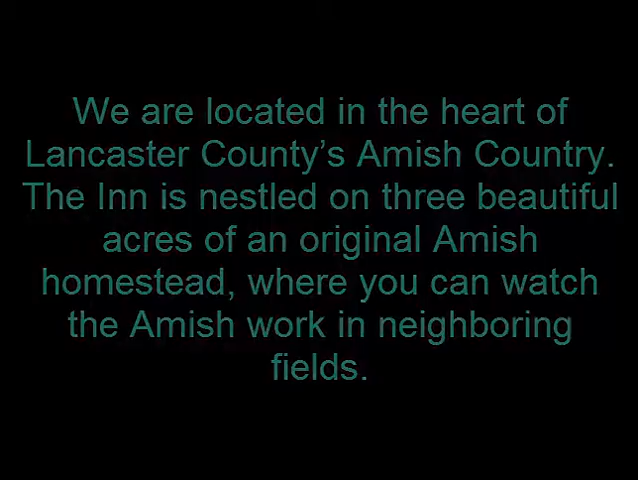 We are located in the heart of
Lancaster County’s Amish Country.
The Inn is nestled on three beautiful
acres of an original Amish
homestead, where you can watch
the Amish work in neighboring
fields.